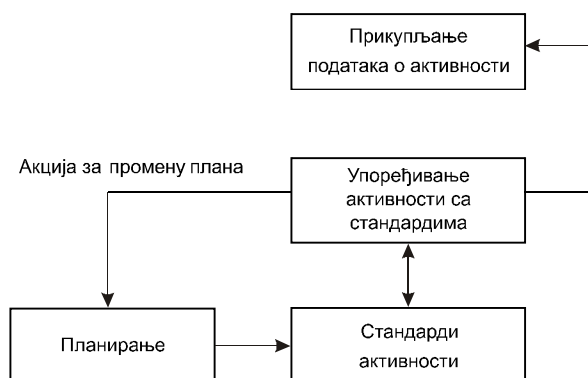 Прикупљање
података о активности
Акција за промену плана
Упоређивање
активности са
стандардима
Планирање
Стандарди
активности